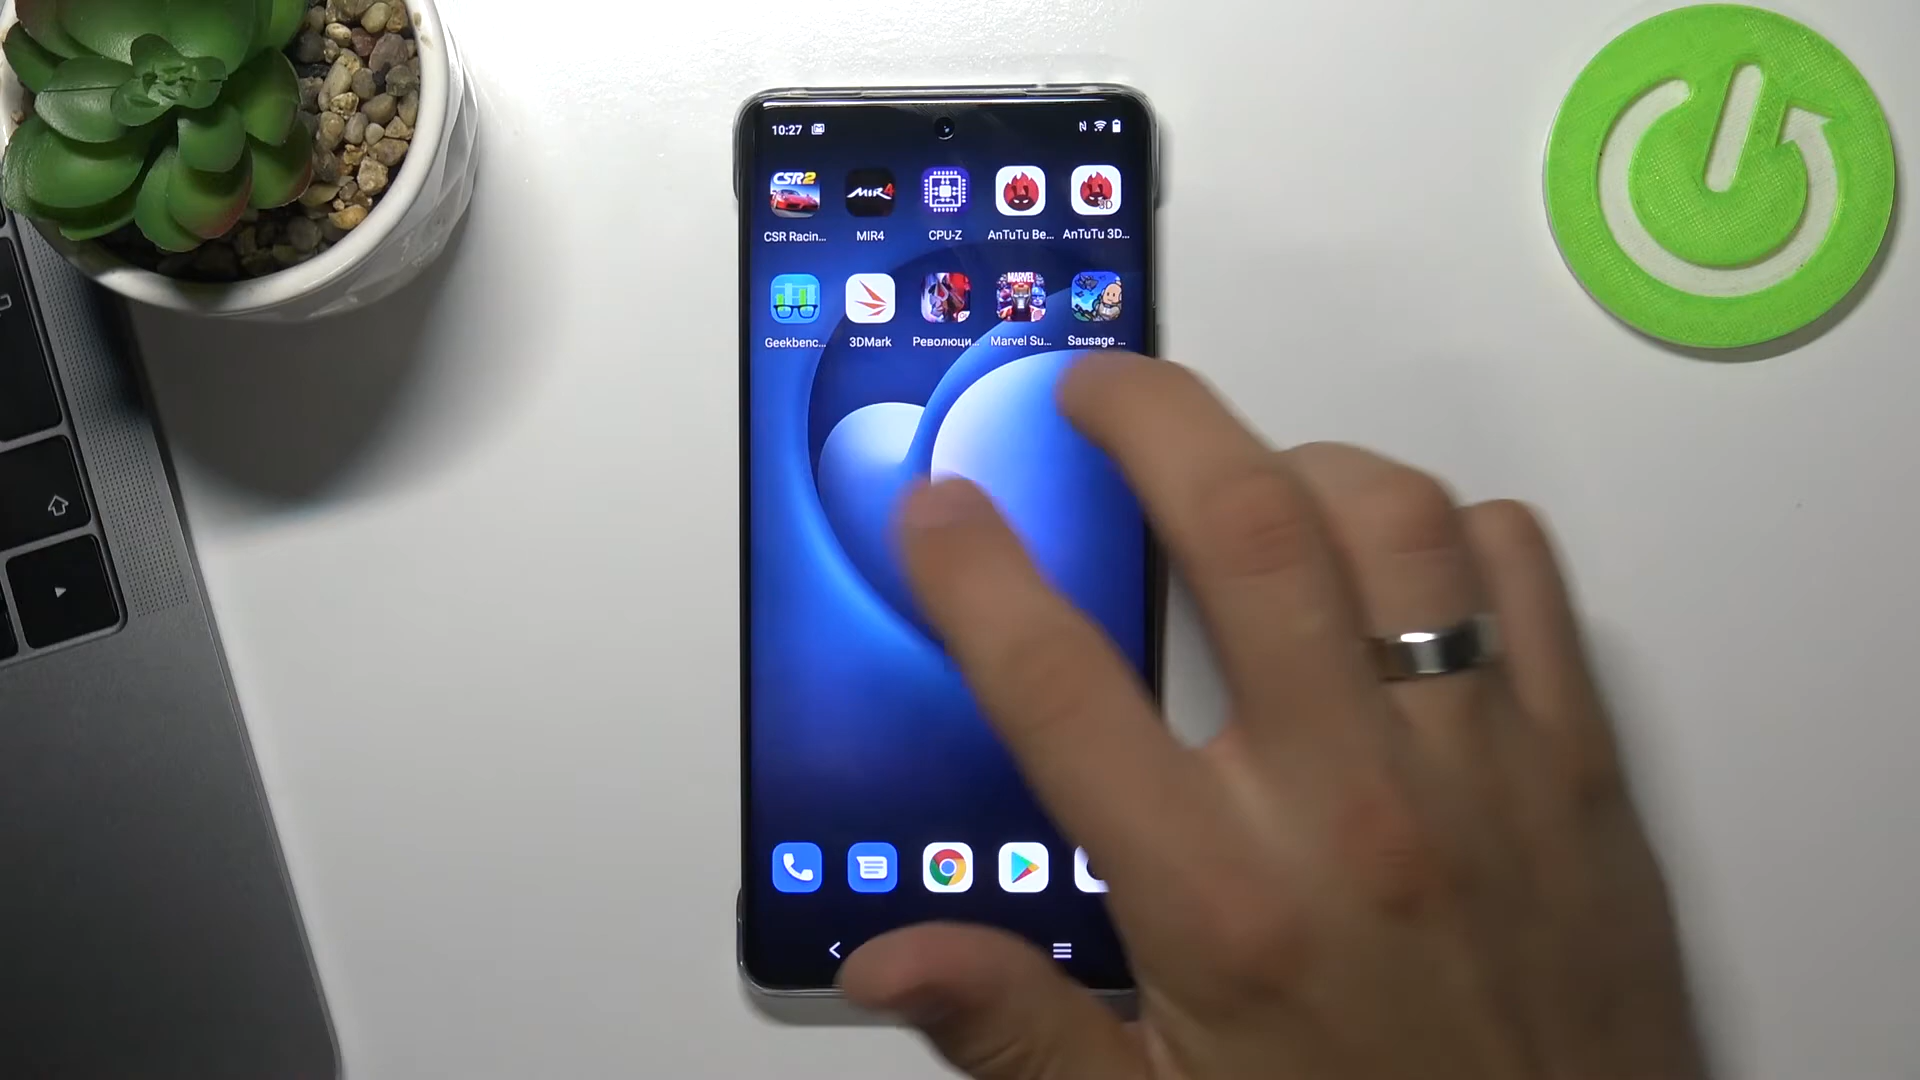 10:27
CSR2
MIR4
3D
CSR Racin...
MIR4
CPU-Z
AnTuTu Be...
AnTuTu 3D...
MARVEL
Geekbenc...
3DMark
Революци...
Marvel Su...
Sausage ...